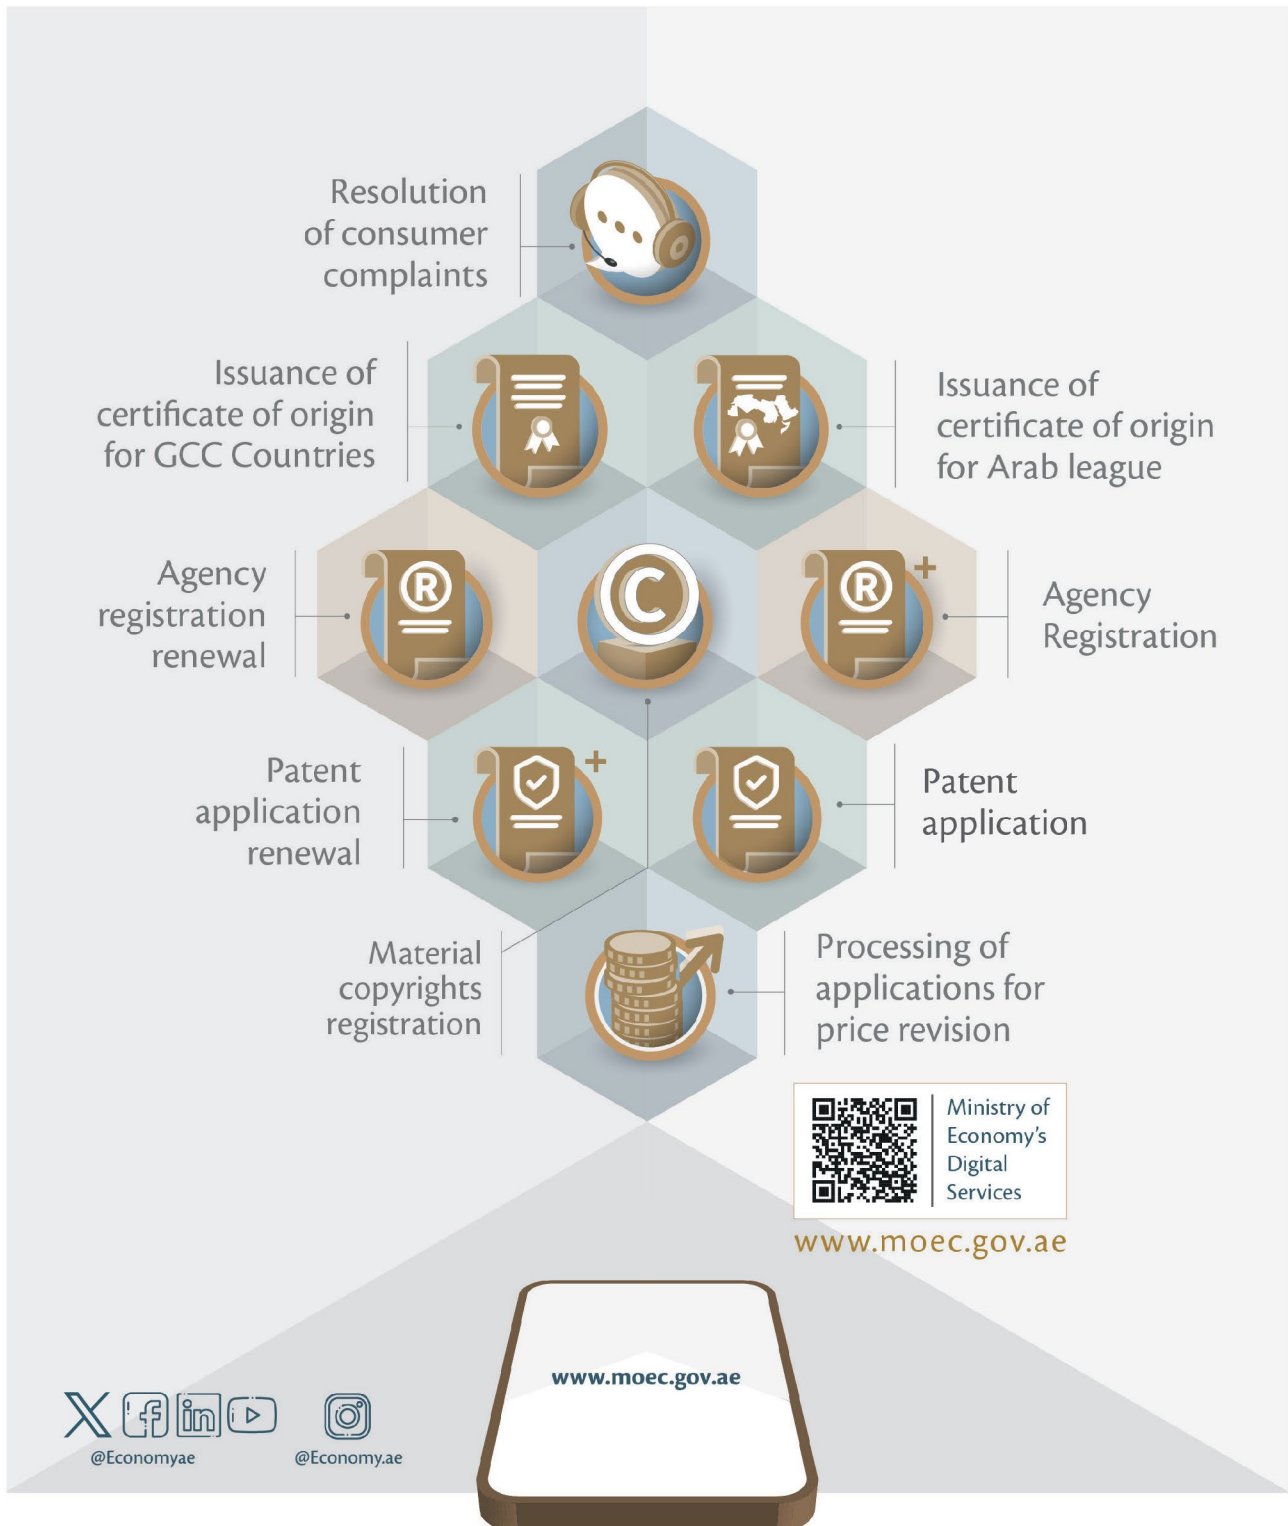 Resolution
of consumer
complaints
Issuance of
certificate of origin
for GCC Countries
Issuance of
certificate of origin
for Arab league
Agency
registration
renewal
R
C
R
+
Agency
Registration
Patent
application
renewal
+
Patent
application
Material
copyrights
registration
Processing of
applications for
price revision
Ministry of
Economy's
Digital
Services
www.moec.gov.ae
www.moec.gov.ae
@Economyae
@Economy.ae